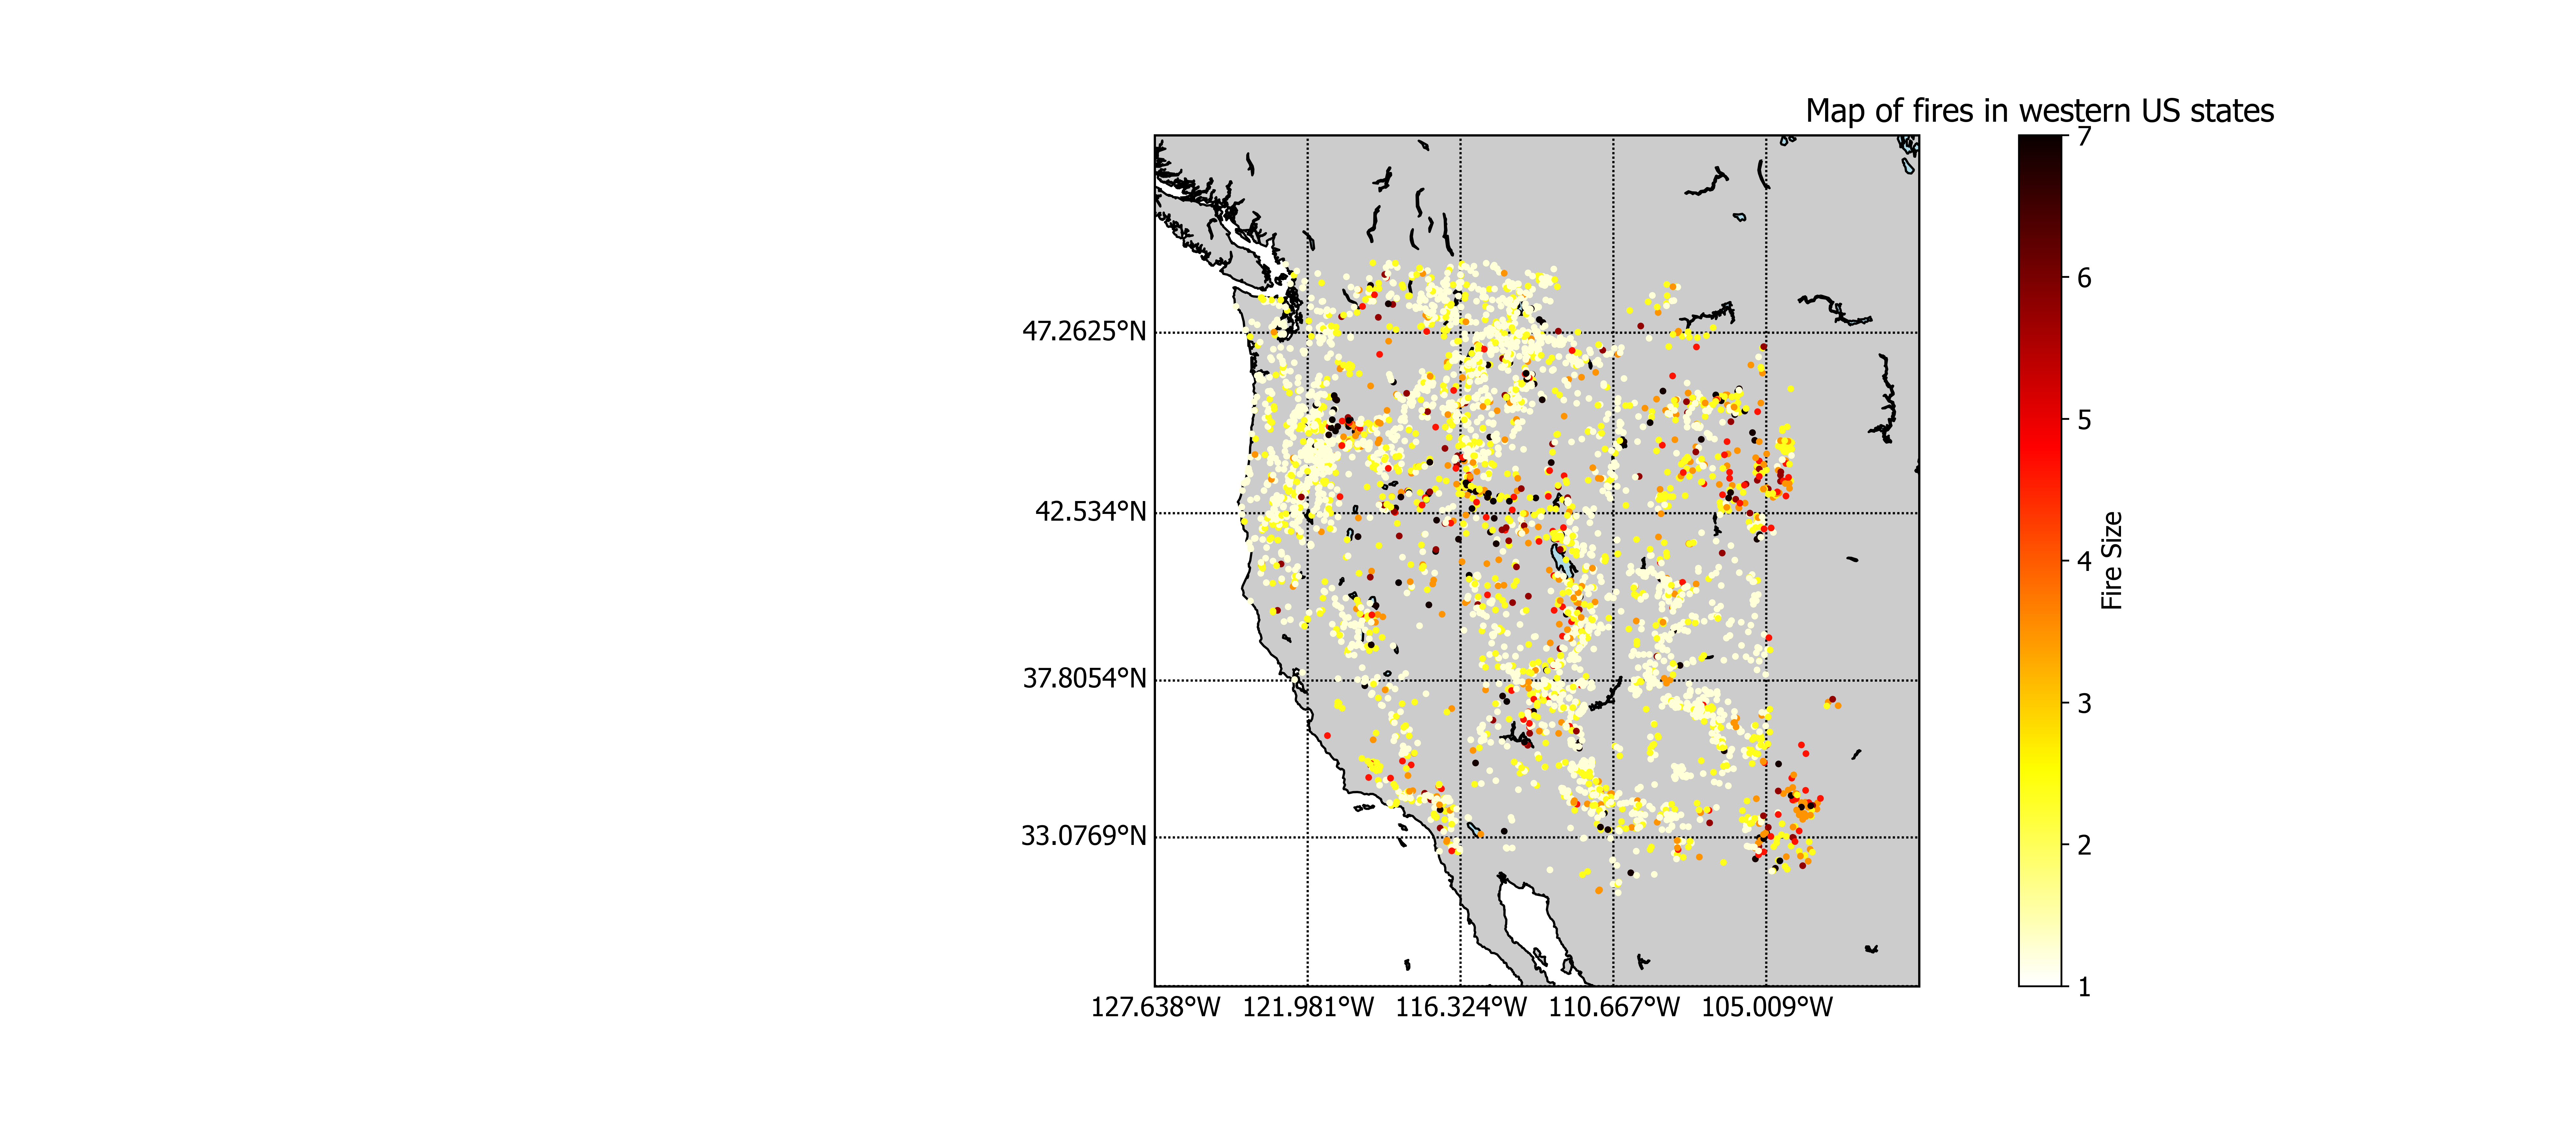 Map of fires in western US states
47.2625°N
42.534°N
37.8054°N
33.0769°N
127.638°W
121.981°W
116.324°W
110.667°W
105.009°W
7
6
5
4
3
2
1
Fire Size